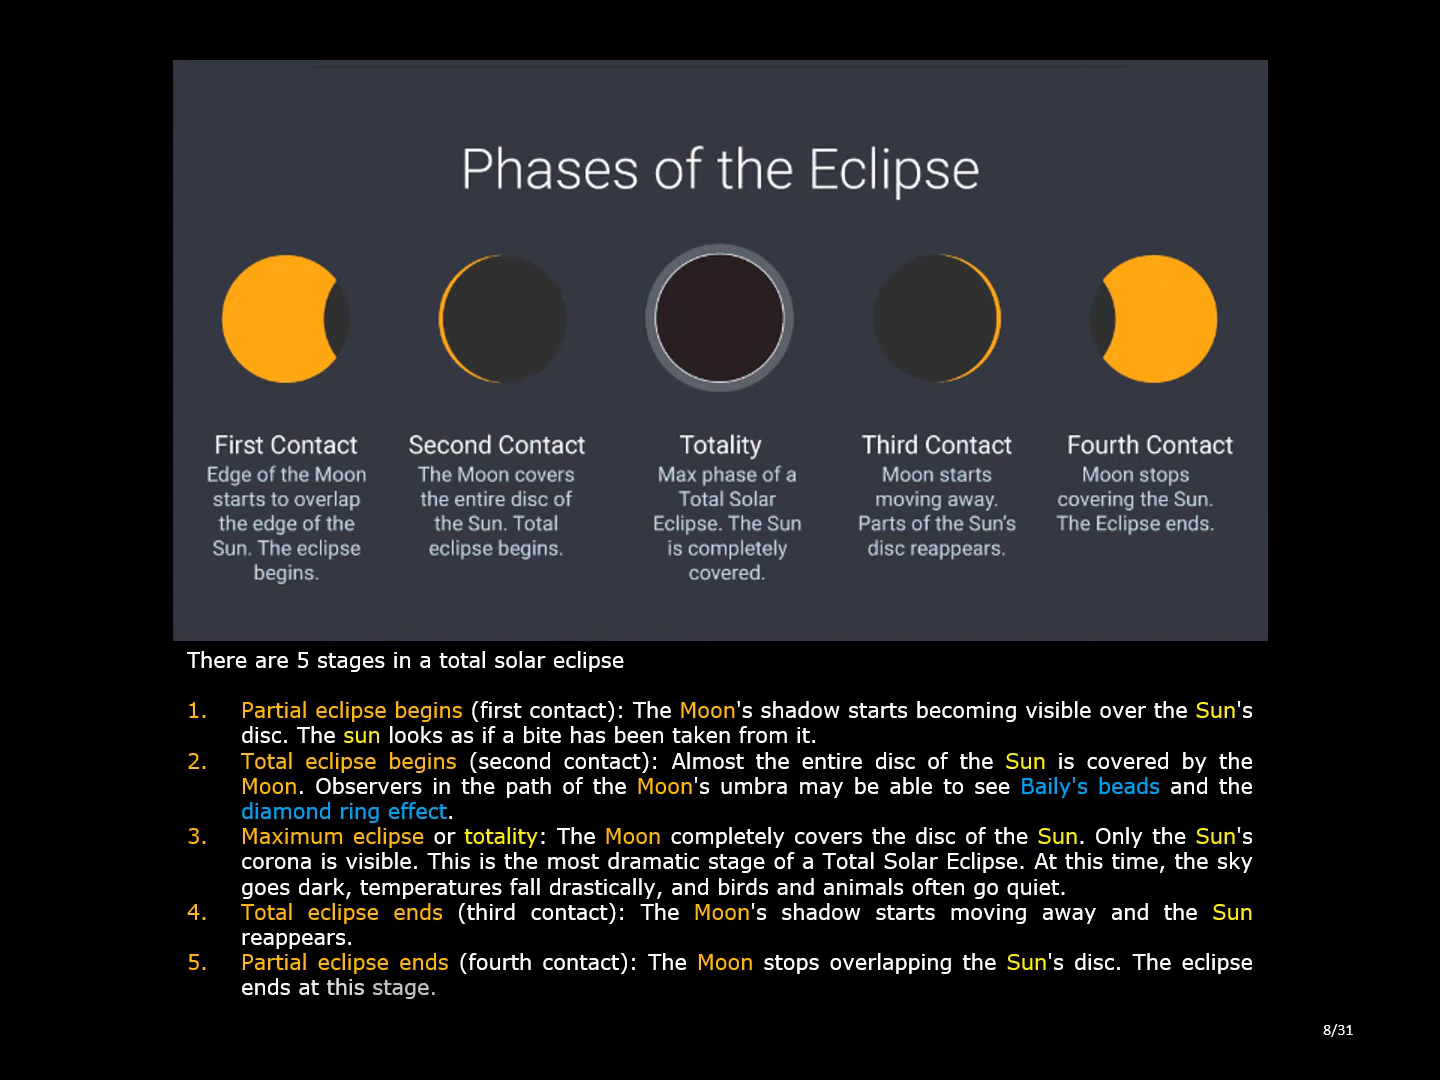 Phases of the Eclipse
First Contact
Edge of the Moon
starts to overlap
the edge of the
Sun. The eclipse
begins.
Second Contact
The Moon covers
the entire disc of
the Sun. Total
eclipse begins.
Totality
Max phase of a
Total Solar
Eclipse. The Sun
is completely
covered.
Third Contact
Moon starts
moving away.
Parts of the Sun's
disc reappears.
Fourth Contact
Moon stops
covering the Sun.
The Eclipse ends.
There are 5 stages in a total solar eclipse
1. Partial eclipse begins (first contact): The Moon's shadow starts becoming visible over the Sun's
disc. The sun looks as if a bite has been taken from it.
2. Total eclipse begins (second contact): Almost the entire disc of the Sun is covered by the
Moon. Observers in the path of the Moon's umbra may be able to see Baily's beads and the
diamond ring effect.
3. Maximum eclipse or totality: The Moon completely covers the disc of the Sun. Only the Sun's
corona is visible. This is the most dramatic stage of a Total Solar Eclipse. At this time, the sky
goes dark, temperatures fall drastically, and birds and animals often go quiet.
4. Total eclipse ends (third contact): The Moon's shadow starts moving away and the Sun
reappears.
5. Partial eclipse ends (fourth contact): The Moon stops overlapping the Sun's disc. The eclipse
ends at this stage.
8/31